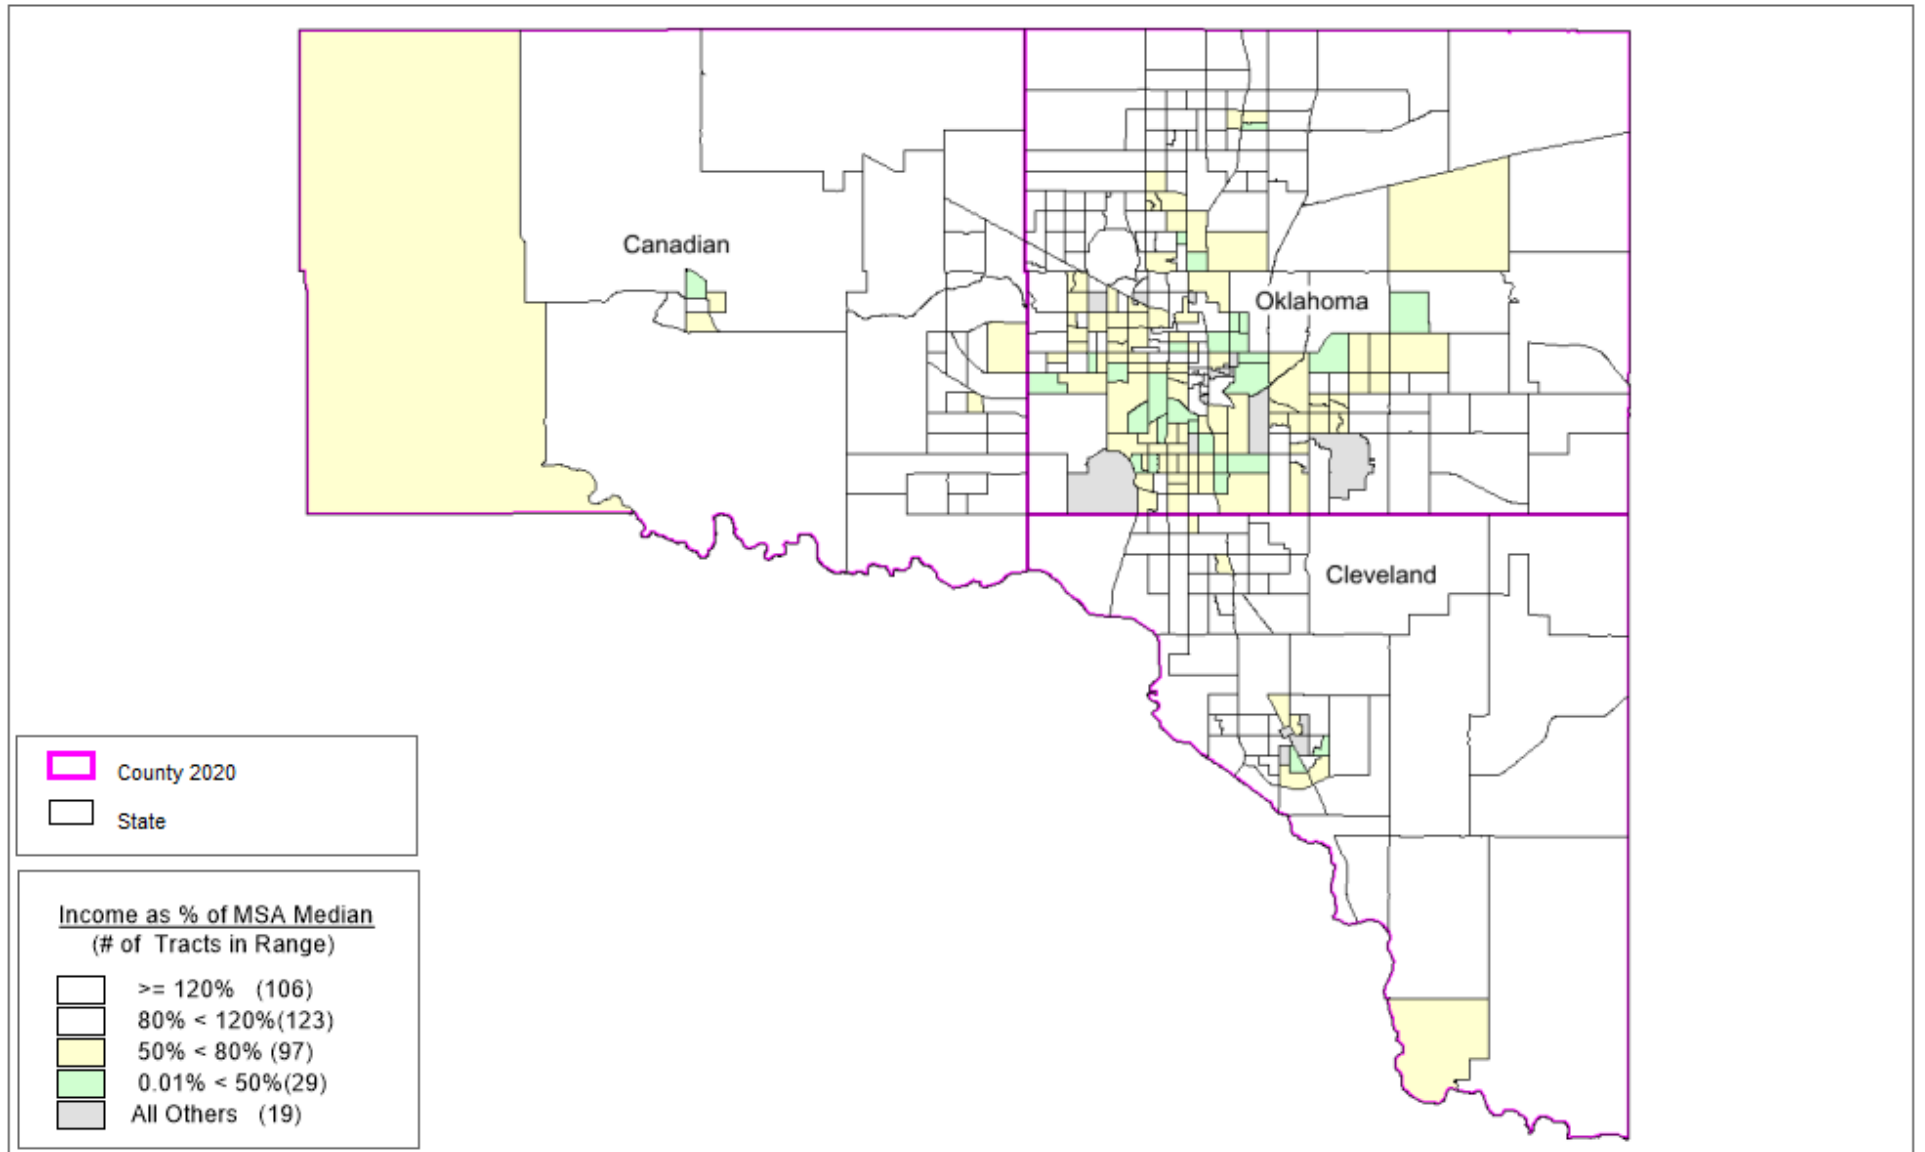 Canadian
Oklahoma
Cleveland
County 2020
State
Income as % of MSA Median
(# of Tracts in Range)
>= 120% (106)
80% < 120%(123)
50% < 80% (97)
0.01% < 50%(29)
All Others (19)